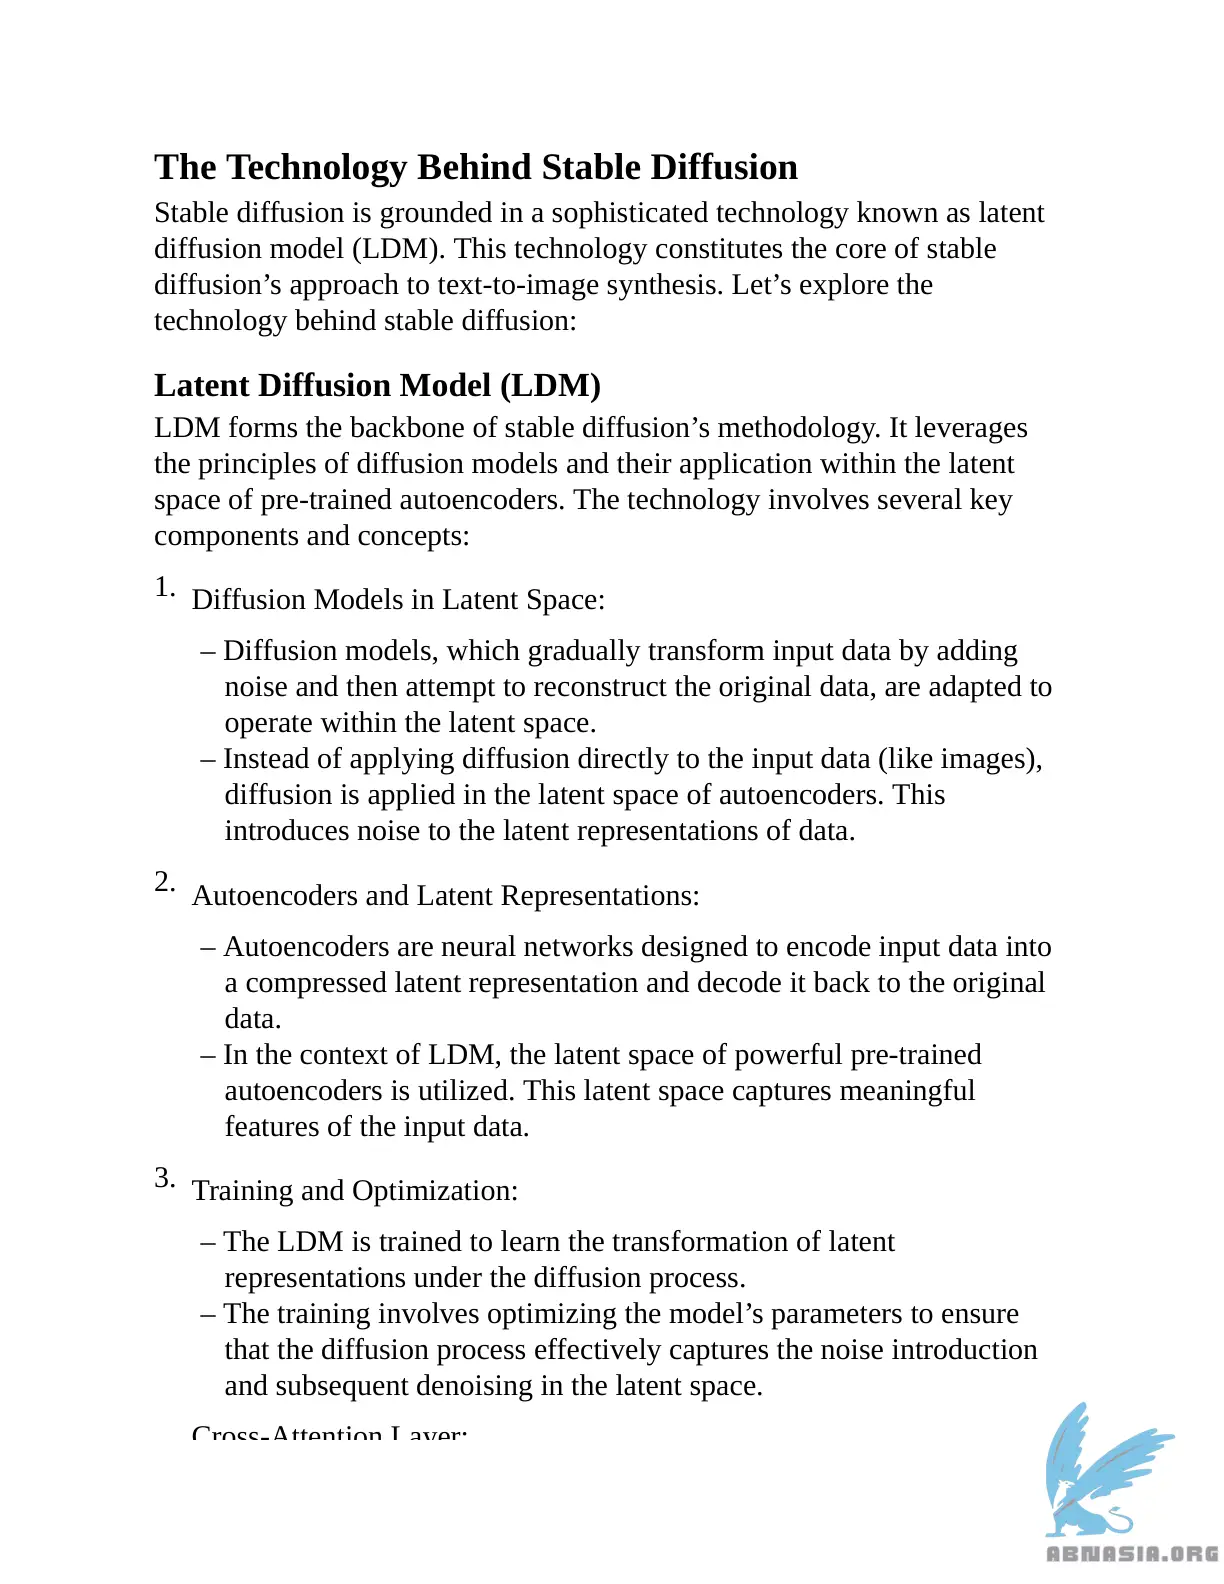 The Technology Behind Stable Diffusion
Stable diffusion is grounded in a sophisticated technology known as latent
diffusion model (LDM). This technology constitutes the core of stable
diffusion’s approach to text-to-image synthesis. Let’s explore the
technology behind stable diffusion:
Latent Diffusion Model (LDM)
LDM forms the backbone of stable diffusion’s methodology. It leverages
the principles of diffusion models and their application within the latent
space of pre-trained autoencoders. The technology involves several key
components and concepts:
1. Diffusion Models in Latent Space:
– Diffusion models, which gradually transform input data by adding
noise and then attempt to reconstruct the original data, are adapted to
operate within the latent space.
– Instead of applying diffusion directly to the input data (like images),
diffusion is applied in the latent space of autoencoders. This
introduces noise to the latent representations of data.
2. Autoencoders and Latent Representations:
– Autoencoders are neural networks designed to encode input data into
a compressed latent representation and decode it back to the original
data.
– In the context of LDM, the latent space of powerful pre-trained
autoencoders is utilized. This latent space captures meaningful
features of the input data.
3. Training and Optimization:
– The LDM is trained to learn the transformation of latent
representations under the diffusion process.
– The training involves optimizing the model’s parameters to ensure
that the diffusion process effectively captures the noise introduction
and subsequent denoising in the latent space.
Cross-Attention Layer:
ABNASIA.ORG